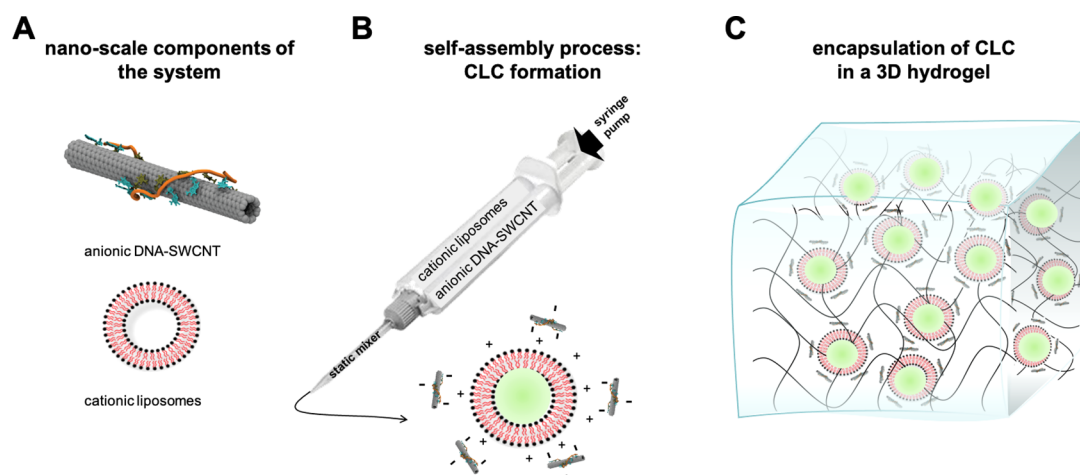 A
nano-scale components of
the system
anionic DNA-SWCNT
cationic liposomes
B
self-assembly process:
CLC formation
syringe
pump
cationic liposomes
anionic DNA-SWCNT
static mixer
- -
+
+
- -
+
+
- -
+
+
- -
+
+
- -
+
+
C
encapsulation of CLC
in a 3D hydrogel